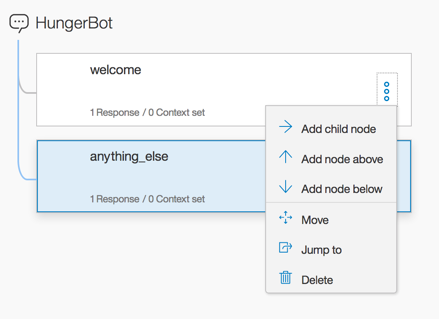 HungerBot
welcome
1 Response / 0 Context set
Add child node
Add node above
Add node below
Move
Jump to
Delete
anything_else
1 Response / 0 Context set